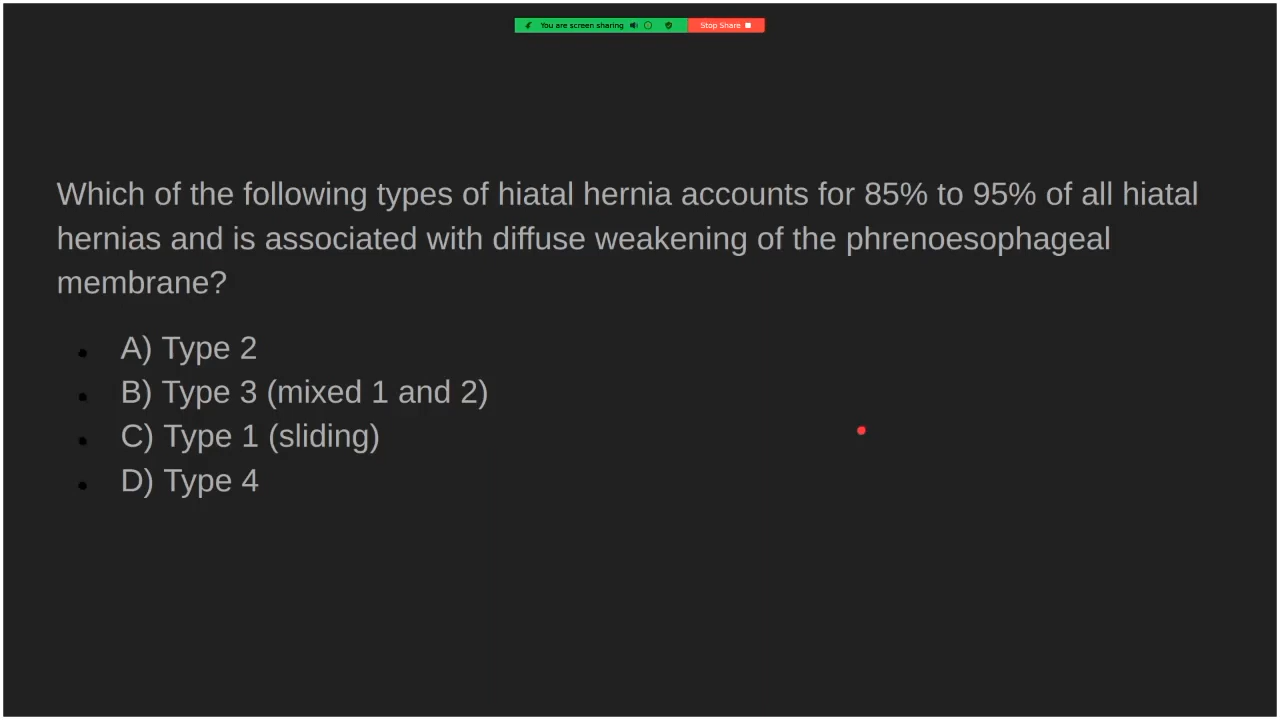 You are screen sharing
Stop Share
Which of the following types of hiatal hernia accounts for 85% to 95% of all hiatal
hernias and is associated with diffuse weakening of the phrenoesophageal
membrane?
A) Type 2
B) Type 3 (mixed 1 and 2)
C) Type 1 (sliding)
D) Type 4